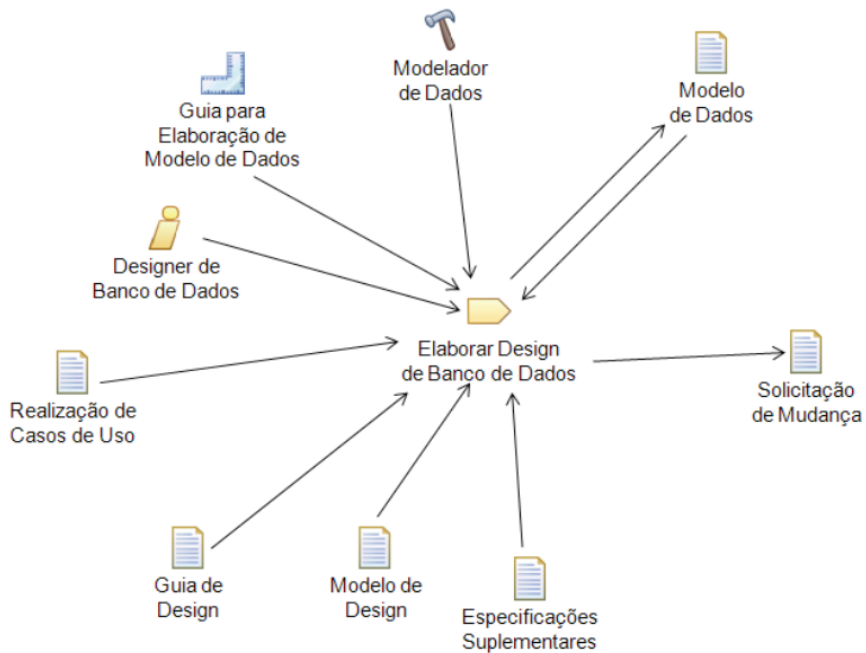 Modelador
de Dados
Modelo
de Dados
Guia para
Elaboração de
Modelo de Dados
Designer de
Banco de Dados
Elaborar Design
de Banco de Dados
Solicitação
de Mudança
Realização de
Casos de Uso
Guia de
Design
Modelo de
Design
Especificações
Suplementares